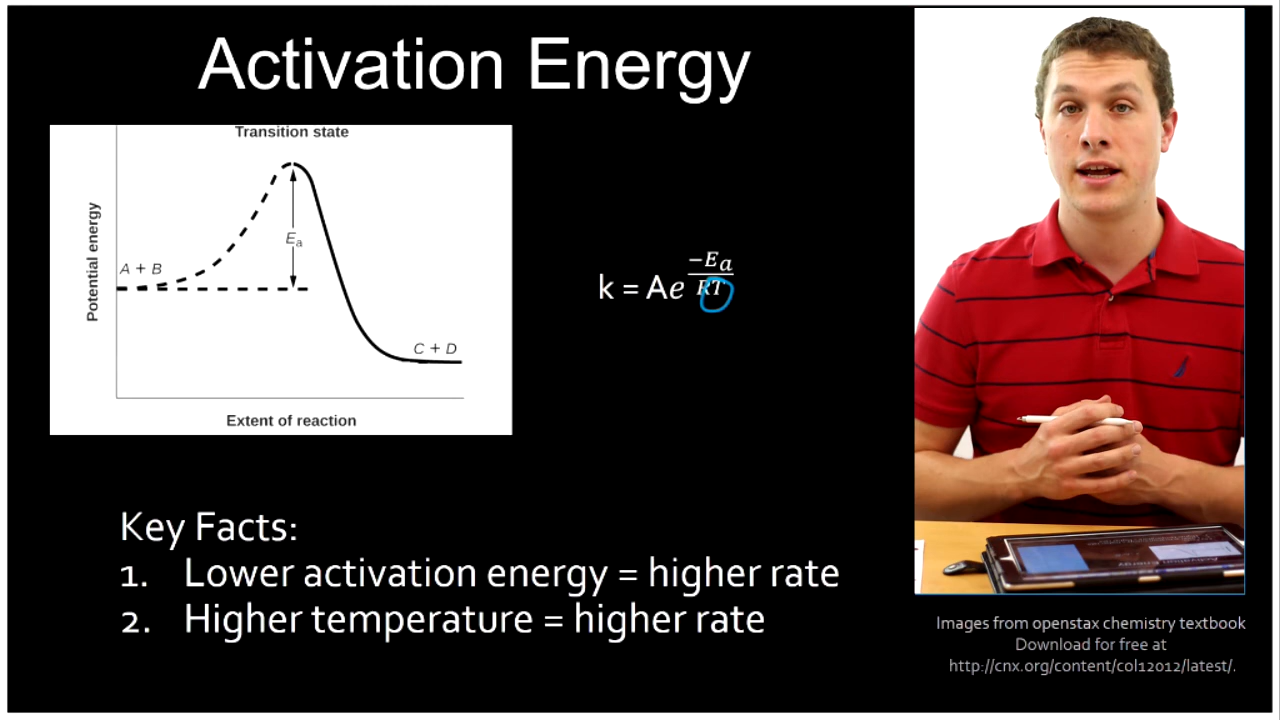 Activation Energy
Transition state
Potential energy
Eₐ
A + B
C + D
Extent of reaction
k = Ae^(−Eₐ/RT)
Key Facts:
1. Lower activation energy = higher rate
2. Higher temperature = higher rate
Images from openstax chemistry textbook
Download for free at
http://cnx.org/content/col12012/latest/.